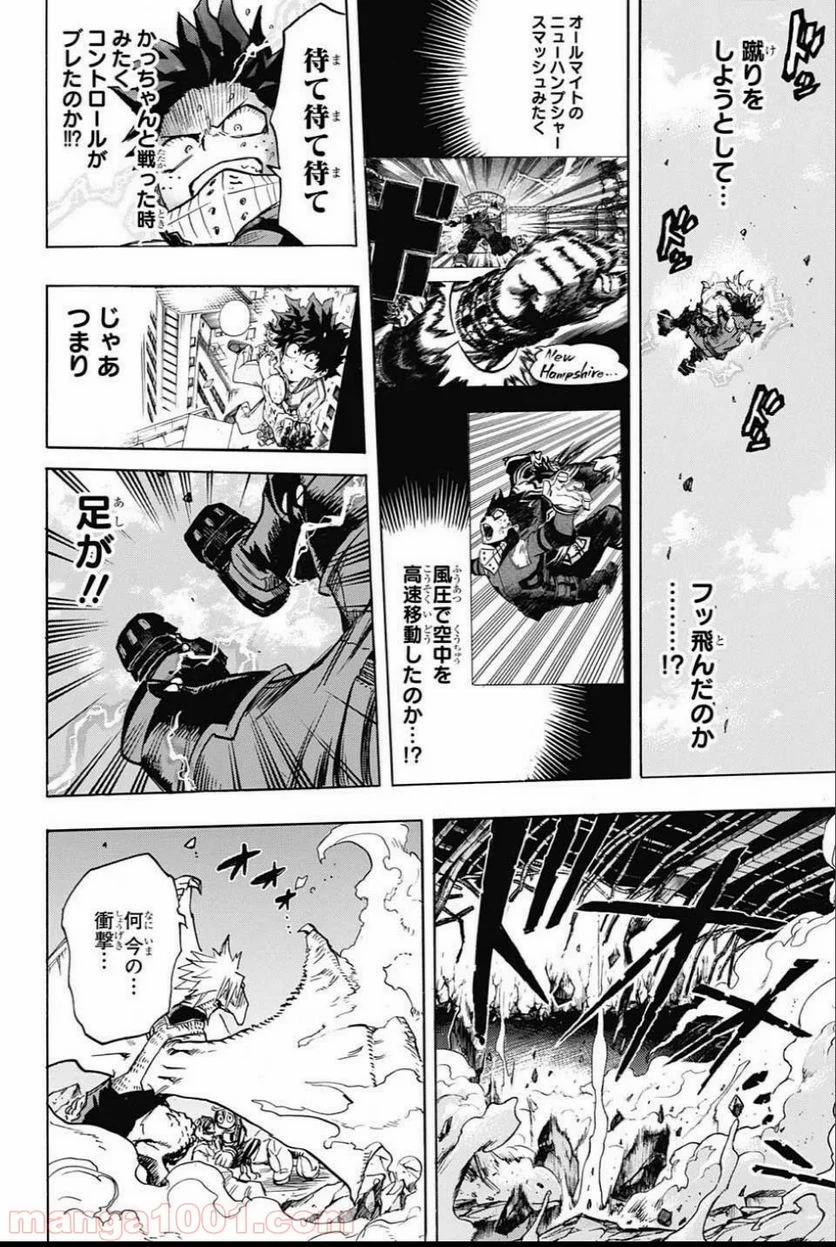 蹴りを
しようとして…
フッ飛んだのか
………!?
オールマイトの
ニューハンプシャー
スマッシュみたく
New
Hampshire...
風圧で空中を
高速移動したのか…!?
待て待て待て
かっちゃんと戦った時
みたく
コントロールが
ブレたのか!!?
じゃあ
つまり
足が!!
何今の…
衝撃…
manga1001.com